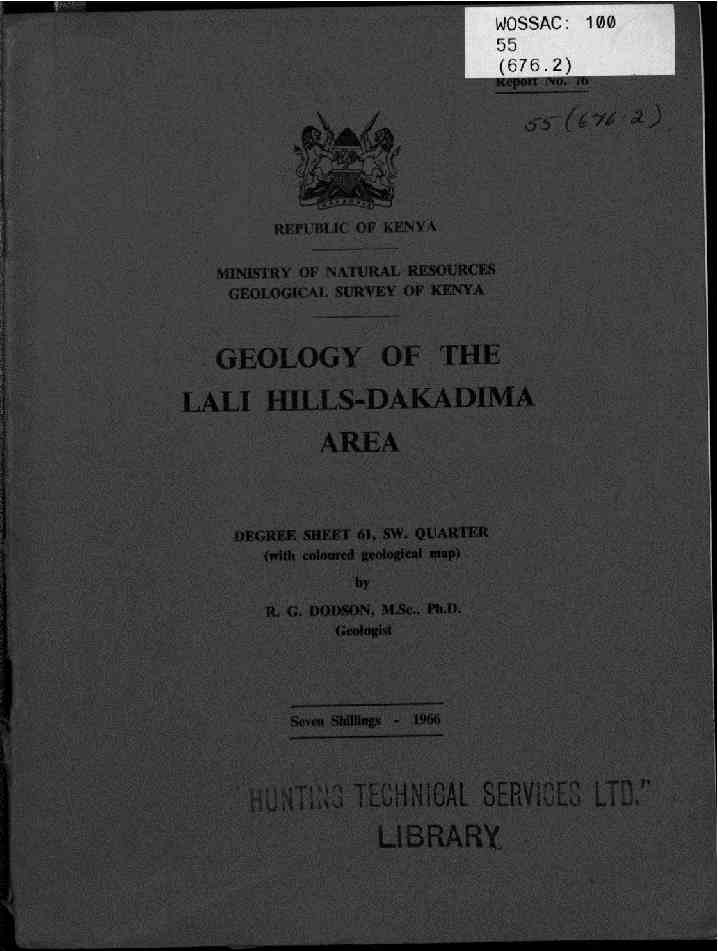 WOSSAC: 100
55
(676.2)
Report No. 76
55 (676.2)
REPUBLIC OF KENYA
MINISTRY OF NATURAL RESOURCES
GEOLOGICAL SURVEY OF KENYA
GEOLOGY OF THE
LALI HILLS-DAKADIMA
AREA
DEGREE SHEET 61, SW. QUARTER
(with coloured geological map)
by
R. G. DODSON, M.Sc., Ph.D.
Geologist
Seven Shillings - 1966
"HUNTING TECHNICAL SERVICES LTD."
LIBRARY